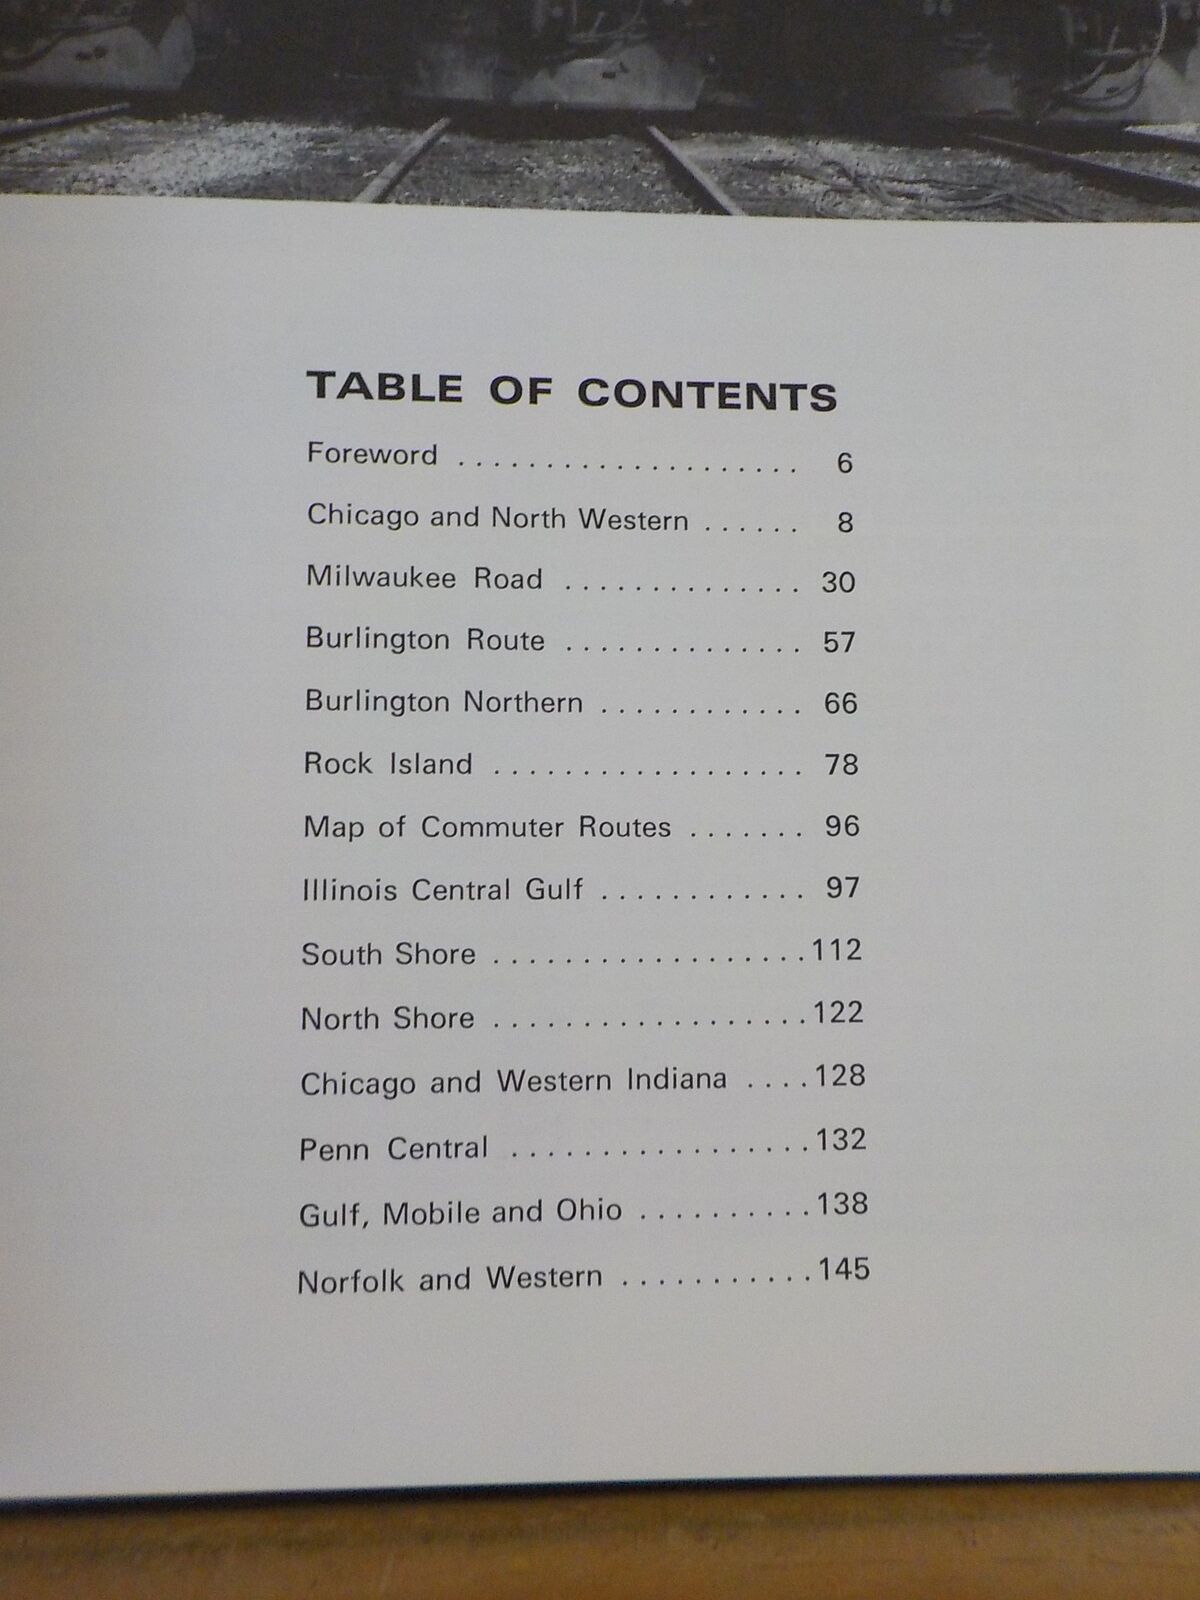 TABLE OF CONTENTS
Foreword . . . . . . . . . . . . . . . . . . . . 6
Chicago and North Western . . . . . . 8
Milwaukee Road . . . . . . . . . . . . . . 30
Burlington Route . . . . . . . . . . . . . . 57
Burlington Northern . . . . . . . . . . . . 66
Rock Island . . . . . . . . . . . . . . . . . . 78
Map of Commuter Routes . . . . . . . 96
Illinois Central Gulf . . . . . . . . . . . . 97
South Shore . . . . . . . . . . . . . . . . . . 112
North Shore . . . . . . . . . . . . . . . . . . 122
Chicago and Western Indiana . . . . 128
Penn Central . . . . . . . . . . . . . . . . . 132
Gulf, Mobile and Ohio . . . . . . . . . . 138
Norfolk and Western . . . . . . . . . . . 145